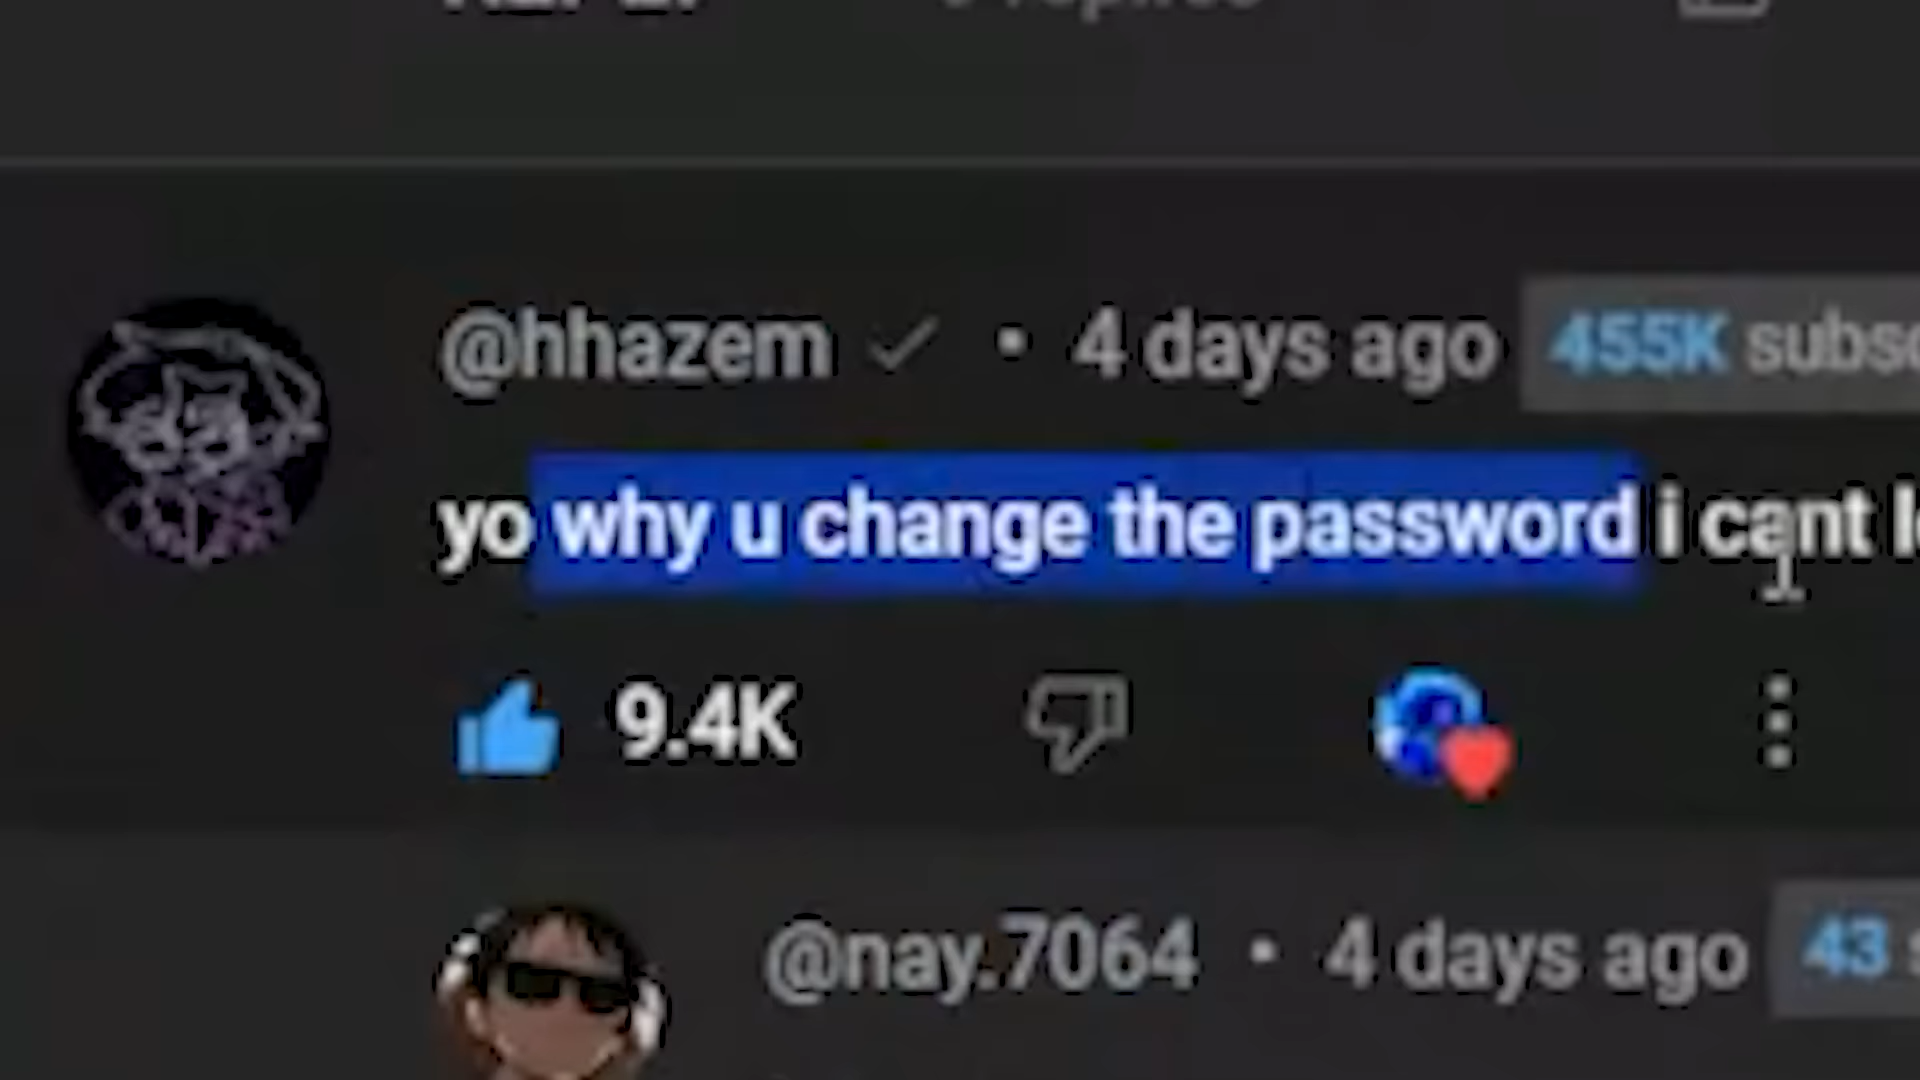 @hhazem • 4 days ago 455K
yo why u change the password i cant
9.4K
@nay.7064 • 4 days ago 43